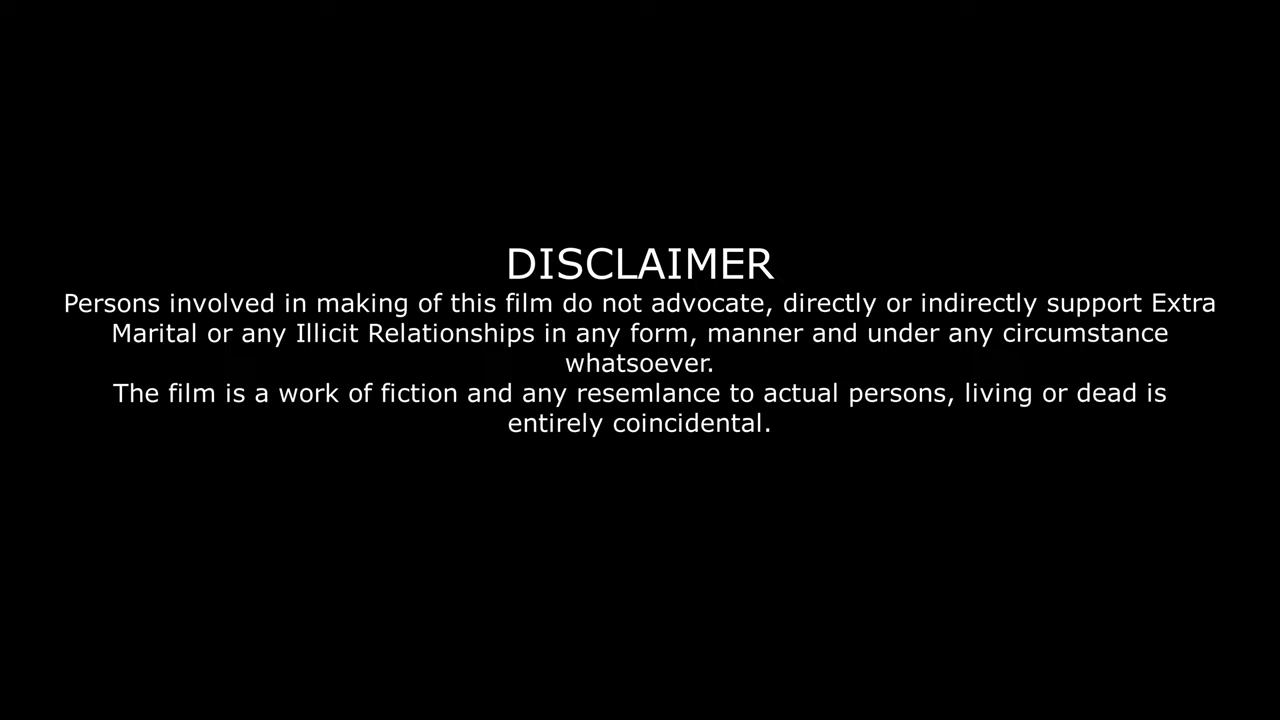 DISCLAIMER
Persons involved in making of this film do not advocate, directly or indirectly support Extra
Marital or any Illicit Relationships in any form, manner and under any circumstance
whatsoever.
The film is a work of fiction and any resemlance to actual persons, living or dead is
entirely coincidental.